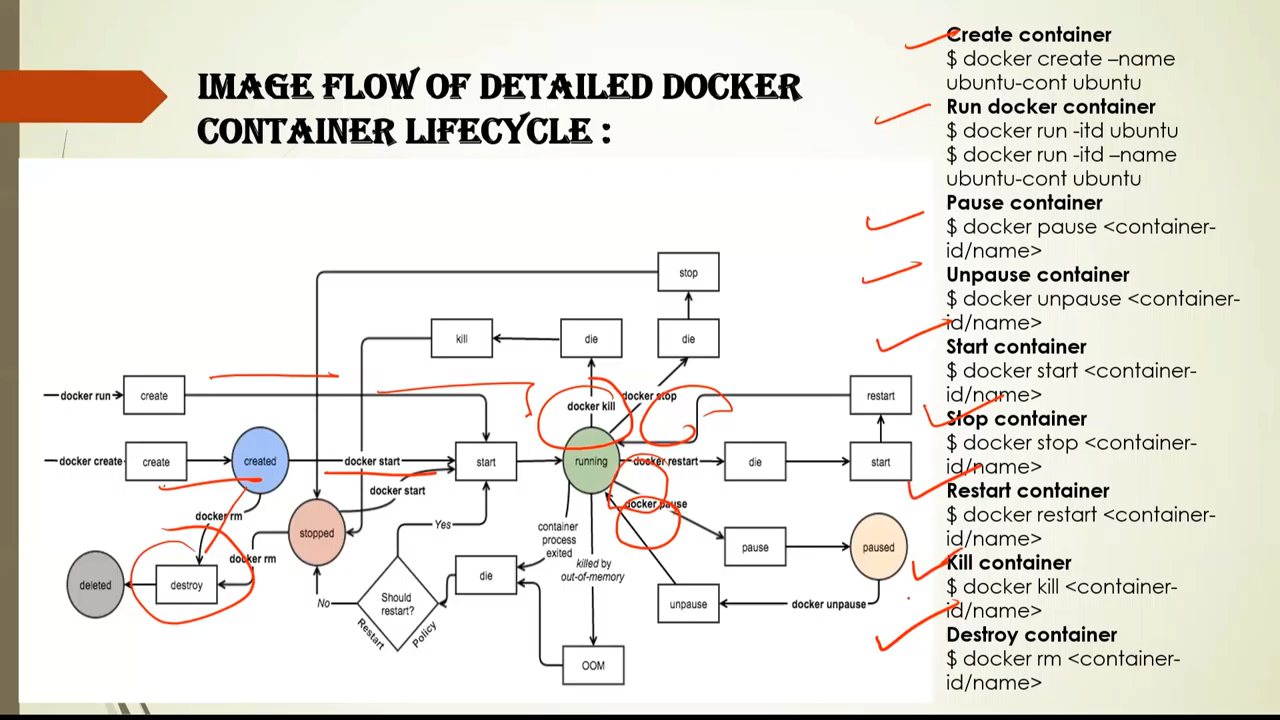 IMAGE FLOW OF DETAILED DOCKER
CONTAINER LIFECYCLE :
Create container
$ docker create –name
ubuntu-cont ubuntu
Run docker container
$ docker run -itd ubuntu
$ docker run -itd –name
ubuntu-cont ubuntu
Pause container
$ docker pause <container-
id/name>
Unpause container
$ docker unpause <container-
id/name>
Start container
$ docker start <container-
id/name>
Stop container
$ docker stop <container-
id/name>
Restart container
$ docker restart <container-
id/name>
Kill container
$ docker kill <container-
id/name>
Destroy container
$ docker rm <container-
id/name>
stop
kill
die
die
docker run
create
docker kill
docker stop
restart
docker create
create
created
docker start
start
running
docker restart
die
start
docker start
docker rm
docker pause
stopped
Yes
container
process
exited
docker rm
pause
paused
killed by
out-of-memory
deleted
destroy
die
Should
restart?
No
Restart
Policy
unpause
docker unpause
OOM